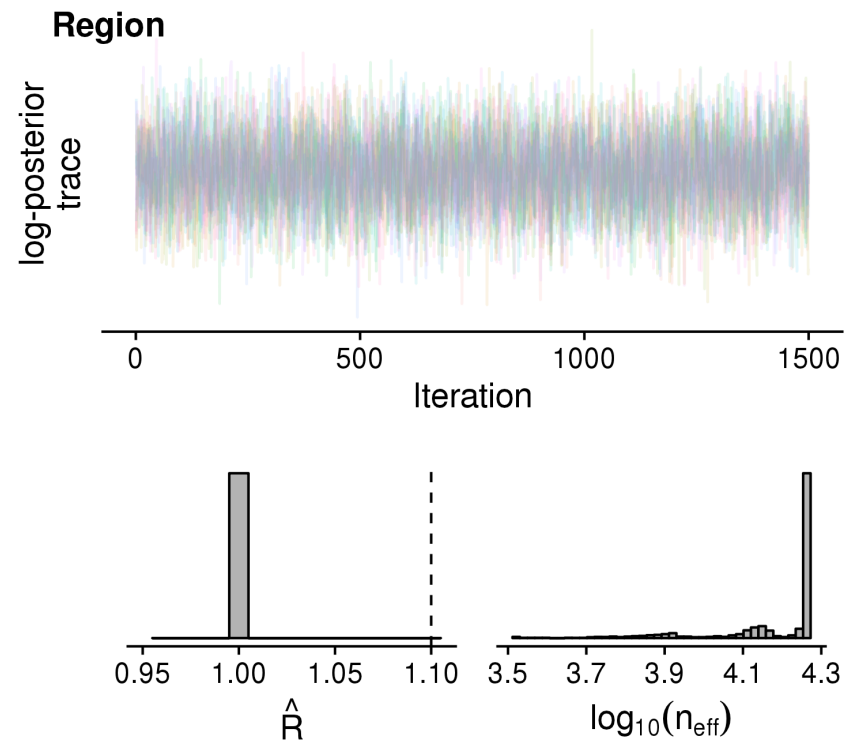 Region
log-posterior
trace
0 500 1000 1500
Iteration
0.95 1.00 1.05 1.10
R̂
3.5 3.7 3.9 4.1 4.3
log₁₀(n_eff)